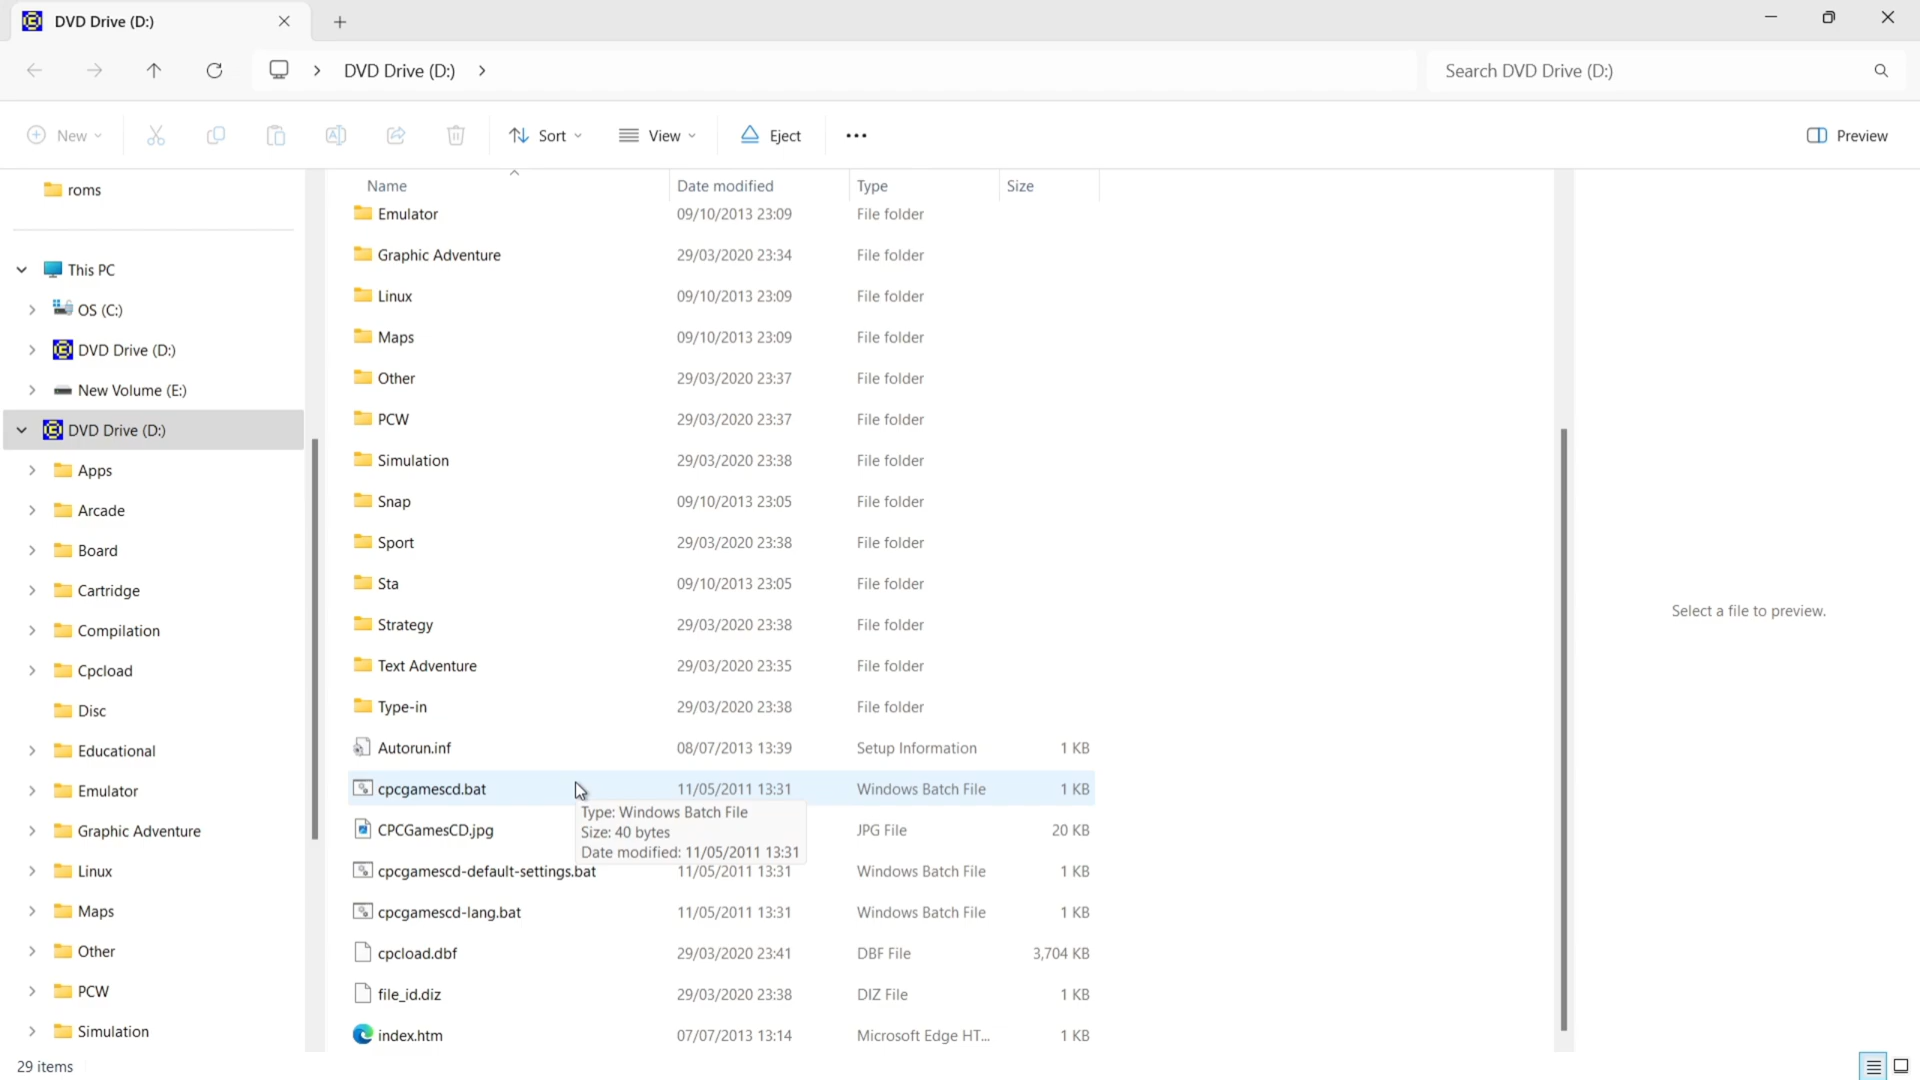 DVD Drive (D:)
DVD Drive (D:)
Search DVD Drive (D:)
New
Sort
View
Eject
Preview
roms
This PC
OS (C:)
DVD Drive (D:)
New Volume (E:)
DVD Drive (D:)
Apps
Arcade
Board
Cartridge
Compilation
Cpcload
Disc
Educational
Emulator
Graphic Adventure
Linux
Maps
Other
PCW
Simulation
Name Date modified Type Size
Emulator 09/10/2013 23:09 File folder
Graphic Adventure 29/03/2020 23:34 File folder
Linux 09/10/2013 23:09 File folder
Maps 09/10/2013 23:09 File folder
Other 29/03/2020 23:37 File folder
PCW 29/03/2020 23:37 File folder
Simulation 29/03/2020 23:38 File folder
Snap 09/10/2013 23:05 File folder
Sport 29/03/2020 23:38 File folder
Sta 09/10/2013 23:05 File folder
Strategy 29/03/2020 23:38 File folder
Text Adventure 29/03/2020 23:35 File folder
Type-in 29/03/2020 23:38 File folder
Autorun.inf 08/07/2013 13:39 Setup Information 1 KB
cpcgamescd.bat 11/05/2011 13:31 Windows Batch File 1 KB
Type: Windows Batch File
Size: 40 bytes
Date modified: 11/05/2011 13:31
CPCGamesCD.jpg JPG File 20 KB
cpcgamescd-default-settings.bat 11/05/2011 13:31 Windows Batch File 1 KB
cpcgamescd-lang.bat 11/05/2011 13:31 Windows Batch File 1 KB
cpcload.dbf 29/03/2020 23:41 DBF File 3,704 KB
file_id.diz 29/03/2020 23:38 DIZ File 1 KB
index.htm 07/07/2013 13:14 Microsoft Edge HT... 1 KB
Select a file to preview.
29 items